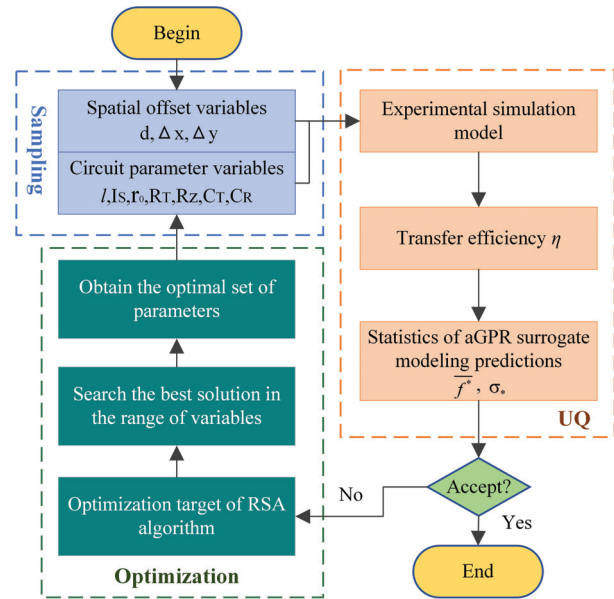 Begin
Sampling
Spatial offset variables
d, Δ x, Δ y
Circuit parameter variables
l,IS,r₀,RT,RZ,CT,CR
Experimental simulation
model
Transfer efficiency η
Statistics of aGPR surrogate
modeling predictions
f̅*̅ , σ*
UQ
Obtain the optimal set of
parameters
Search the best solution in
the range of variables
Optimization target of RSA
algorithm
Optimization
Accept?
No
Yes
End